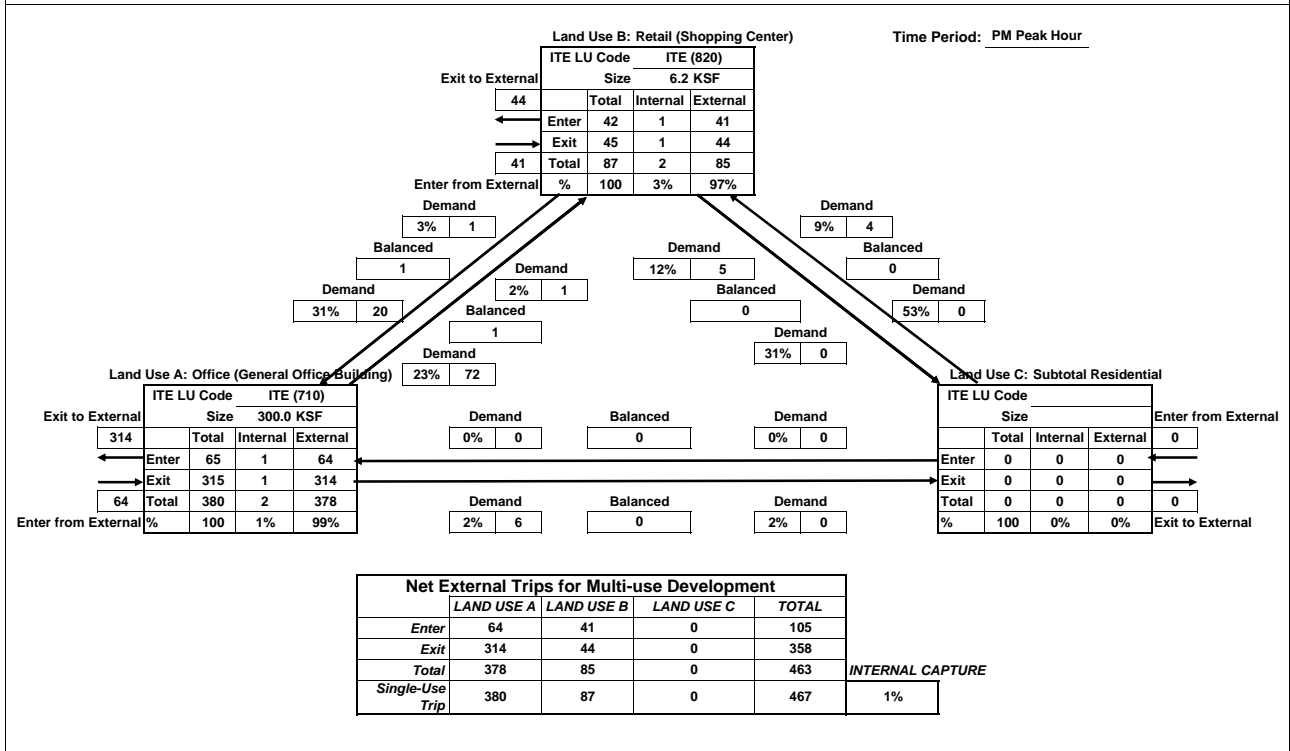 Land Use B: Retail (Shopping Center)
Time Period: PM Peak Hour
ITE LU Code ITE (820)
Exit to External Size 6.2 KSF
44 Total Internal External
Enter 42 1 41
Exit 45 1 44
41 Total 87 2 85
Enter from External % 100 3% 97%
Demand Demand
3% 1 9% 4
Balanced Demand Balanced
1 Demand 12% 5 0
Demand 2% 1 Balanced Demand
31% 20 Balanced 0 53% 0
1 Demand
Demand 31% 0
Land Use A: Office (General Office Building) 23% 72 Land Use C: Subtotal Residential
ITE LU Code ITE (710) ITE LU Code
Exit to External Size 300.0 KSF Demand Balanced Demand Size Enter from External
314 Total Internal External 0% 0 0 0% 0 Total Internal External 0
Enter 65 1 64 Enter 0 0 0
Exit 315 1 314 Exit 0 0 0
64 Total 380 2 378 Demand Balanced Demand Total 0 0 0 0
Enter from External % 100 1% 99% 2% 6 0 2% 0 % 100 0% 0% Exit to External
Net External Trips for Multi-use Development
LAND USE A LAND USE B LAND USE C TOTAL
Enter 64 41 0 105
Exit 314 44 0 358
Total 378 85 0 463 INTERNAL CAPTURE
Single-Use
Trip 380 87 467 1%